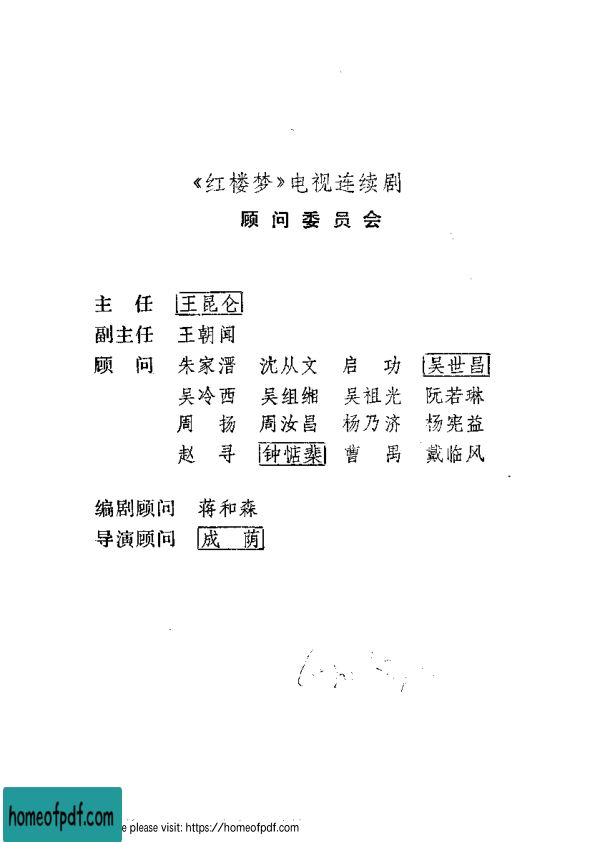 《红楼梦》电视连续剧
顾问委员会
主 任 王昆仑
副主任 王朝闻
顾 问 朱家溍 沈从文 启 功 吴世昌
吴冷西 吴组缃 吴祖光 阮若琳
周 扬 周汝昌 杨乃济 杨宪益
赵 寻 钟惦棐 曹 禺 戴临风
编剧顾问 蒋和森
导演顾问 成 荫
homeofpdf.com
e please visit: https://homeofpdf.com